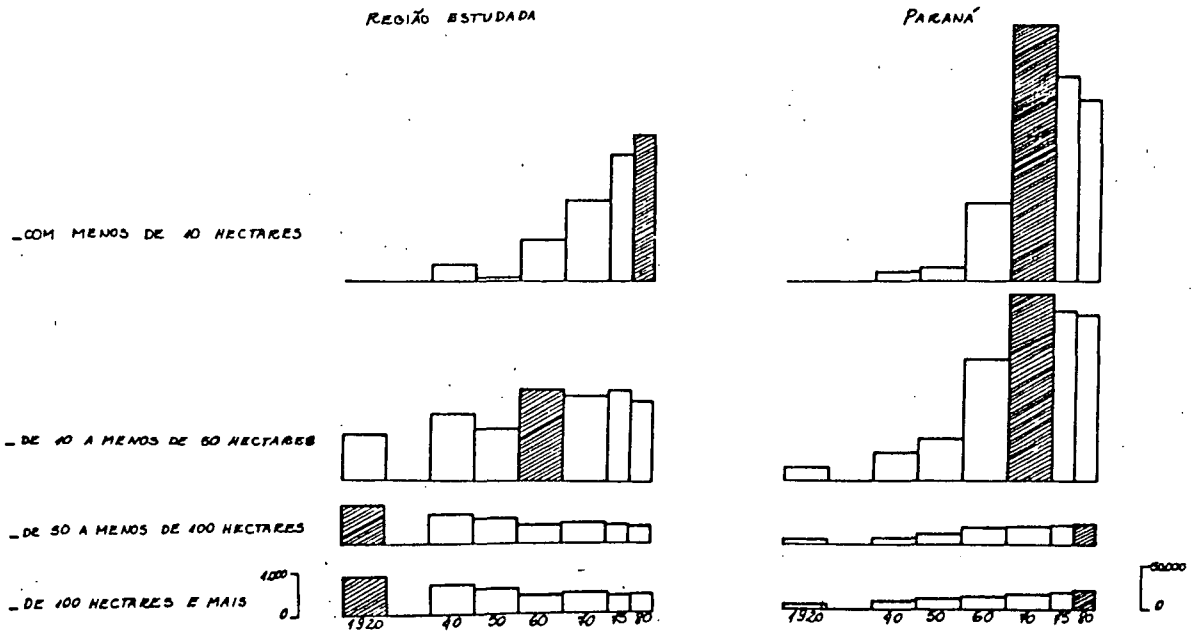 REGIÃO ESTUDADA
PARANÁ
_COM MENOS DE 10 HECTARES
_DE 10 A MENOS DE 50 HECTARES
_DE 50 A MENOS DE 100 HECTARES
_DE 100 HECTARES E MAIS
1.000
0
1920 40 50 60 70 75 80
1920 40 50 60 70 75 80
50.000
0